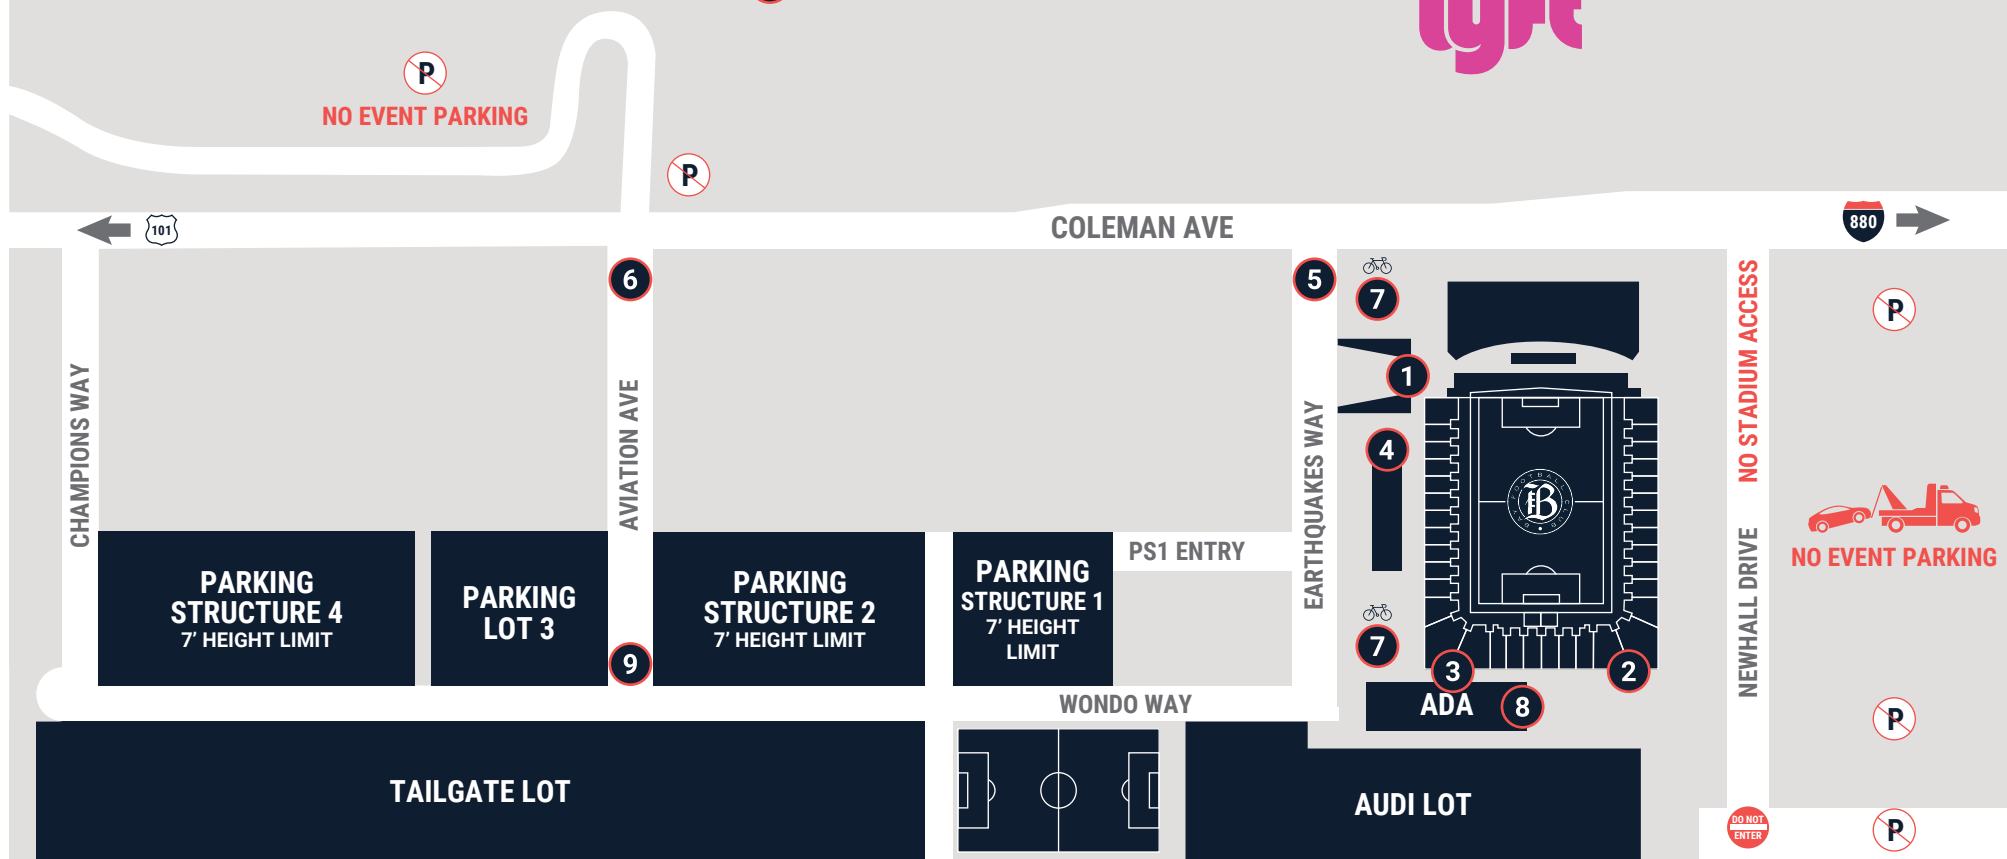 lyft
P
NO EVENT PARKING
P
101
COLEMAN AVE
880
6
5
7
P
1
CHAMPIONS WAY
AVIATION AVE
EARTHQUAKES WAY
4
NO STADIUM ACCESS
NEWHALL DRIVE
FOOTBALL CLUB
BAY
B
NO EVENT PARKING
PS1 ENTRY
PARKING
STRUCTURE 4
7’ HEIGHT LIMIT
PARKING
LOT 3
PARKING
STRUCTURE 2
7’ HEIGHT LIMIT
PARKING
STRUCTURE 1
7’ HEIGHT
LIMIT
9
7
3
2
WONDO WAY
ADA
8
P
TAILGATE LOT
AUDI LOT
DO NOT
ENTER
P